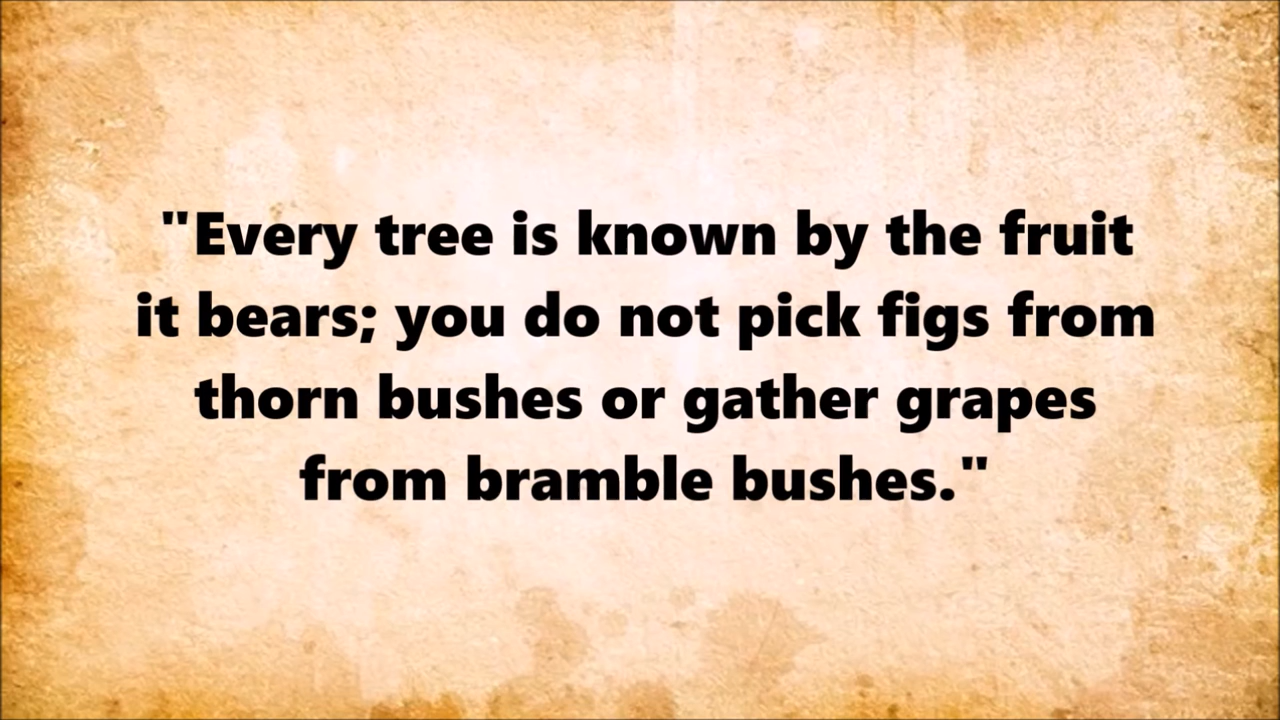 "Every tree is known by the fruit
it bears; you do not pick figs from
thorn bushes or gather grapes
from bramble bushes."